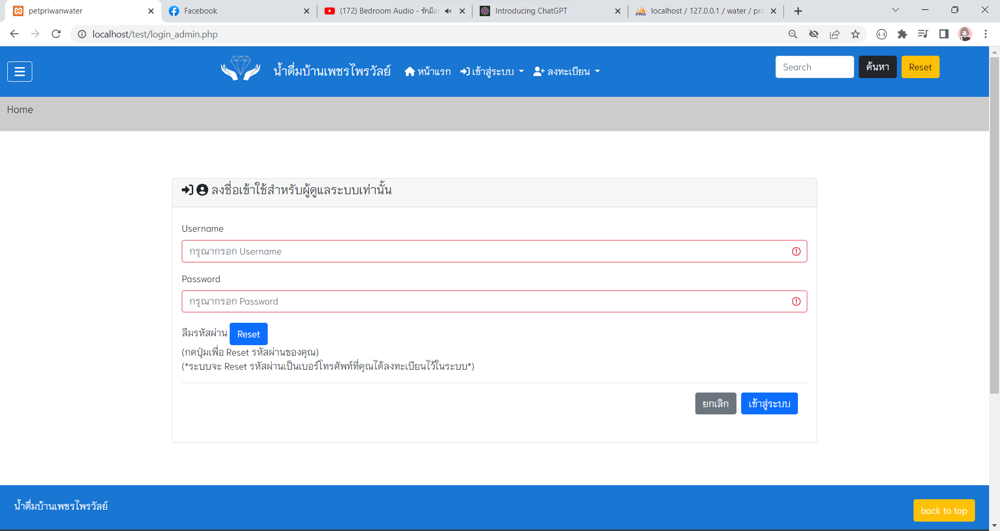 petpriwanwater
Facebook
(172) Bedroom Audio - รักมือ
Introducing ChatGPT
localhost / 127.0.0.1 / water / pro
localhost/test/login_admin.php
น้ำดื่มบ้านเพชรไพรวัลย์
หน้าแรก
เข้าสู่ระบบ
ลงทะเบียน
Search
ค้นหา
Reset
Home
ลงชื่อเข้าใช้สำหรับผู้ดูแลระบบเท่านั้น
Username
กรุณากรอก Username
Password
กรุณากรอก Password
ลืมรหัสผ่าน Reset
(กดปุ่มเพื่อ Reset รหัสผ่านของคุณ)
(*ระบบจะ Reset รหัสผ่านเป็นเบอร์โทรศัพท์ที่คุณได้ลงทะเบียนไว้ในระบบ*)
ยกเลิก
เข้าสู่ระบบ
น้ำดื่มบ้านเพชรไพรวัลย์
back to top